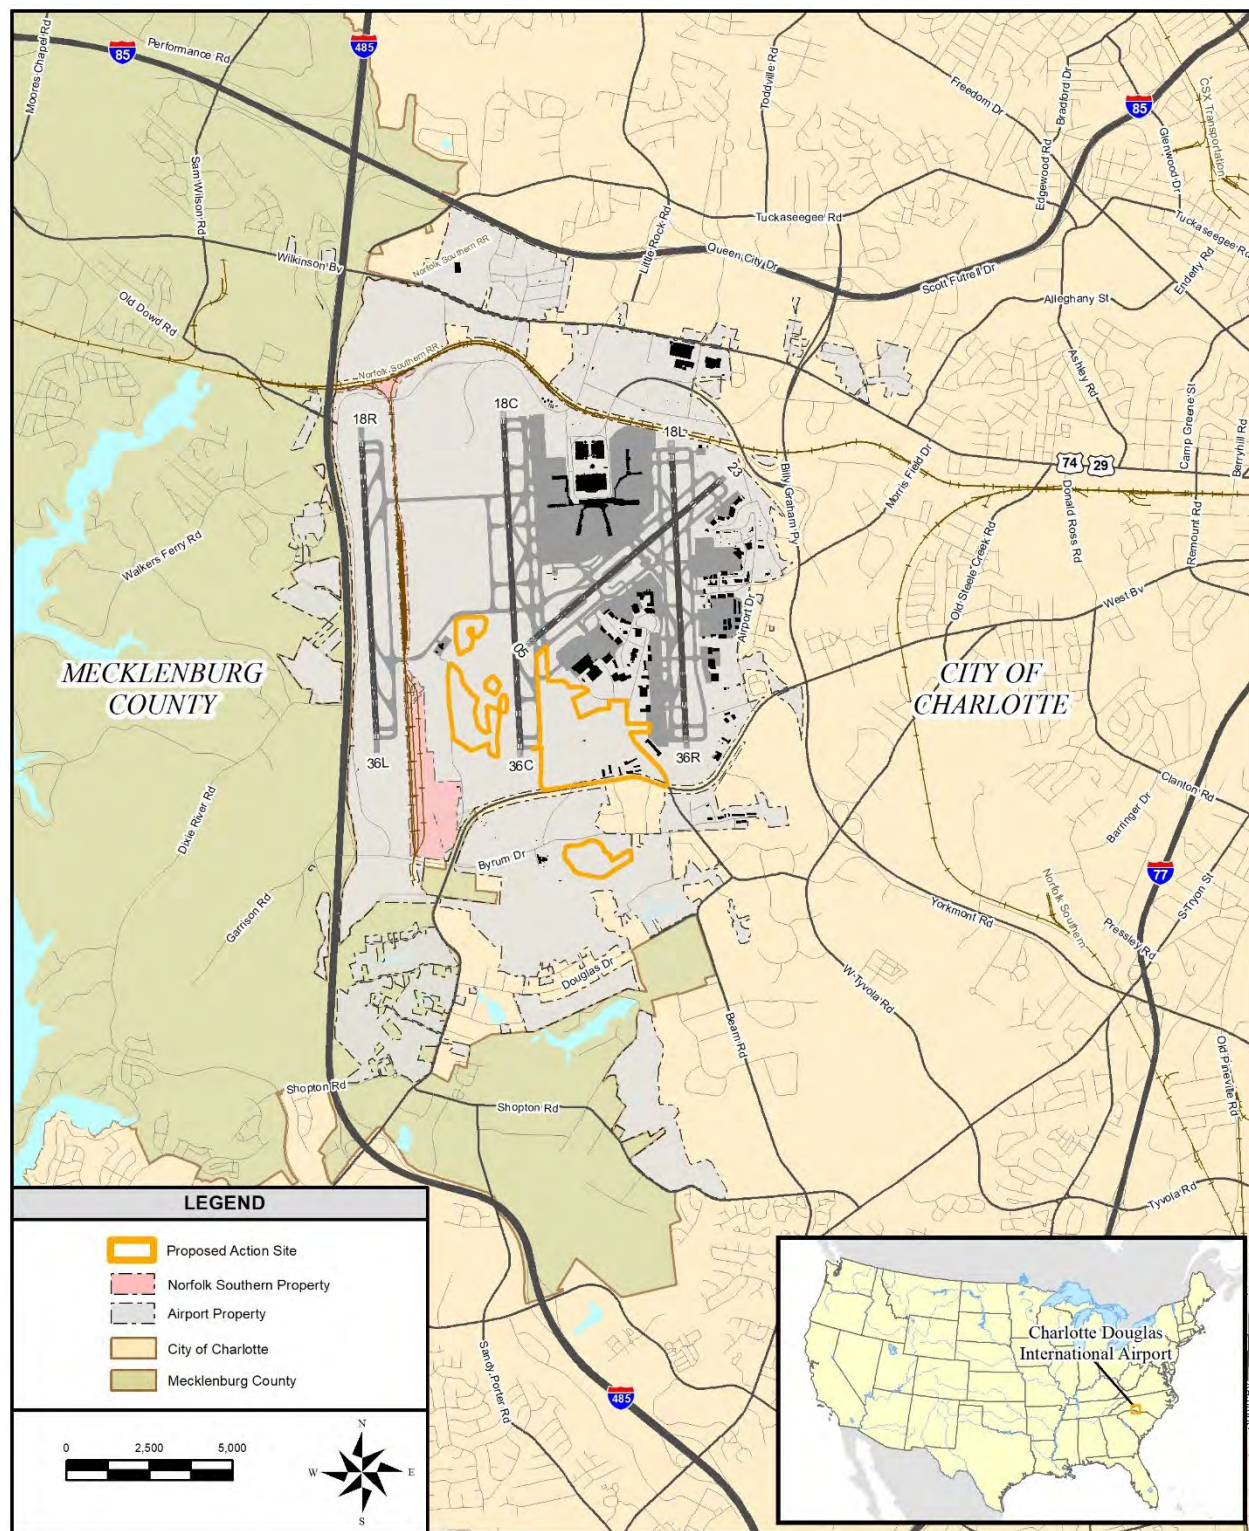 Moores Chapel Rd
85
Performance Rd
485
Toddville Rd
Freedom Dr
Bradford Dr
85
CSX Transportation
Glenwood Dr
Edgewood Rd
Sam Wilson Rd
Little Rock Rd
Tuckaseegee Rd
Tuckaseegee Rd
Wilkinson Bv
Norfolk Southern RR
Queen City Dr
Scott Futrell Dr
Enderly Rd
Old Dowd Rd
Alleghany St
Norfolk Southern RR
Ashley Rd
Camp Greene St
Berryhill Rd
18R
18C
18L
23
Billy Graham Py
Morris Field Dr
74
29
Donald Ross Rd
Remount Rd
Walkers Ferry Rd
Old Steele Creek Rd
West Bv
Airport Dr
05
MECKLENBURG
COUNTY
CITY OF
CHARLOTTE
36L
36C
36R
Clanton Rd
Dixie River Rd
Barringer Dr
Byrum Dr
77
S Tryon St
Garrison Rd
Yorkmont Rd
Norfolk Southern
Pressley Rd
Douglas Dr
W Tyvola Rd
Beam Rd
Old Pineville Rd
Shopton Rd
Shopton Rd
Tyvola Rd
LEGEND
Proposed Action Site
Norfolk Southern Property
Airport Property
City of Charlotte
Mecklenburg County
0 2,500 5,000
N
W E
S
Sandy Porter Rd
485
Charlotte Douglas
International Airport